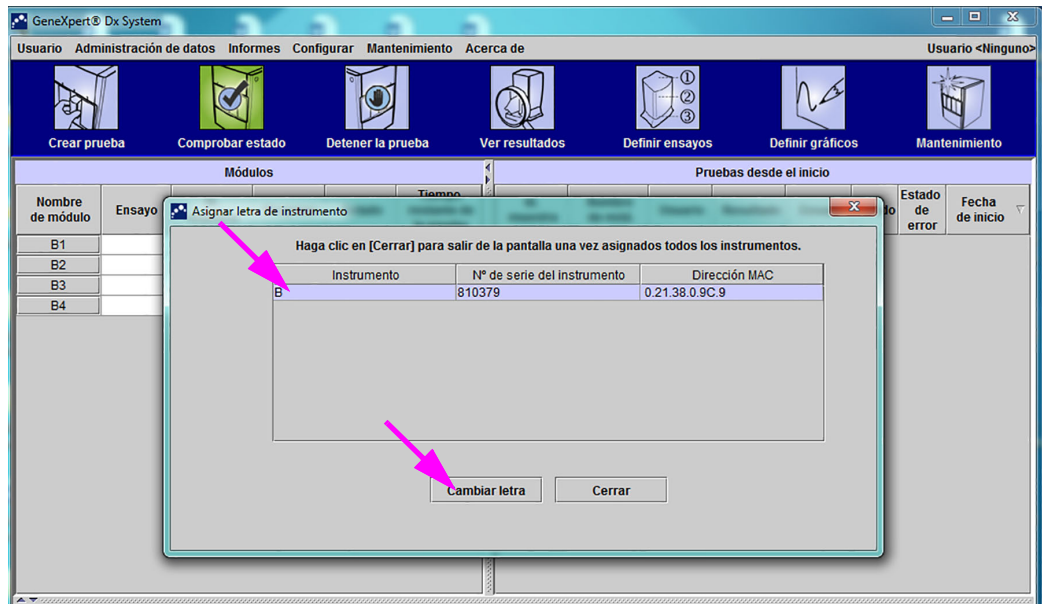 GeneXpert® Dx System
Usuario Administración de datos Informes Configurar Mantenimiento Acerca de Usuario <Ninguno>
① ② ③
Crear prueba Comprobar estado Detener la prueba Ver resultados Definir ensayos Definir gráficos Mantenimiento
Módulos Pruebas desde el inicio
Nombre de módulo Ensayo Tiempo Estado de error Fecha de inicio
Asignar letra de instrumento
Haga clic en [Cerrar] para salir de la pantalla una vez asignados todos los instrumentos.
Instrumento Nº de serie del instrumento Dirección MAC
B 810379 0.21.38.0.9C.9
B1
B2
B3
B4
Cambiar letra Cerrar